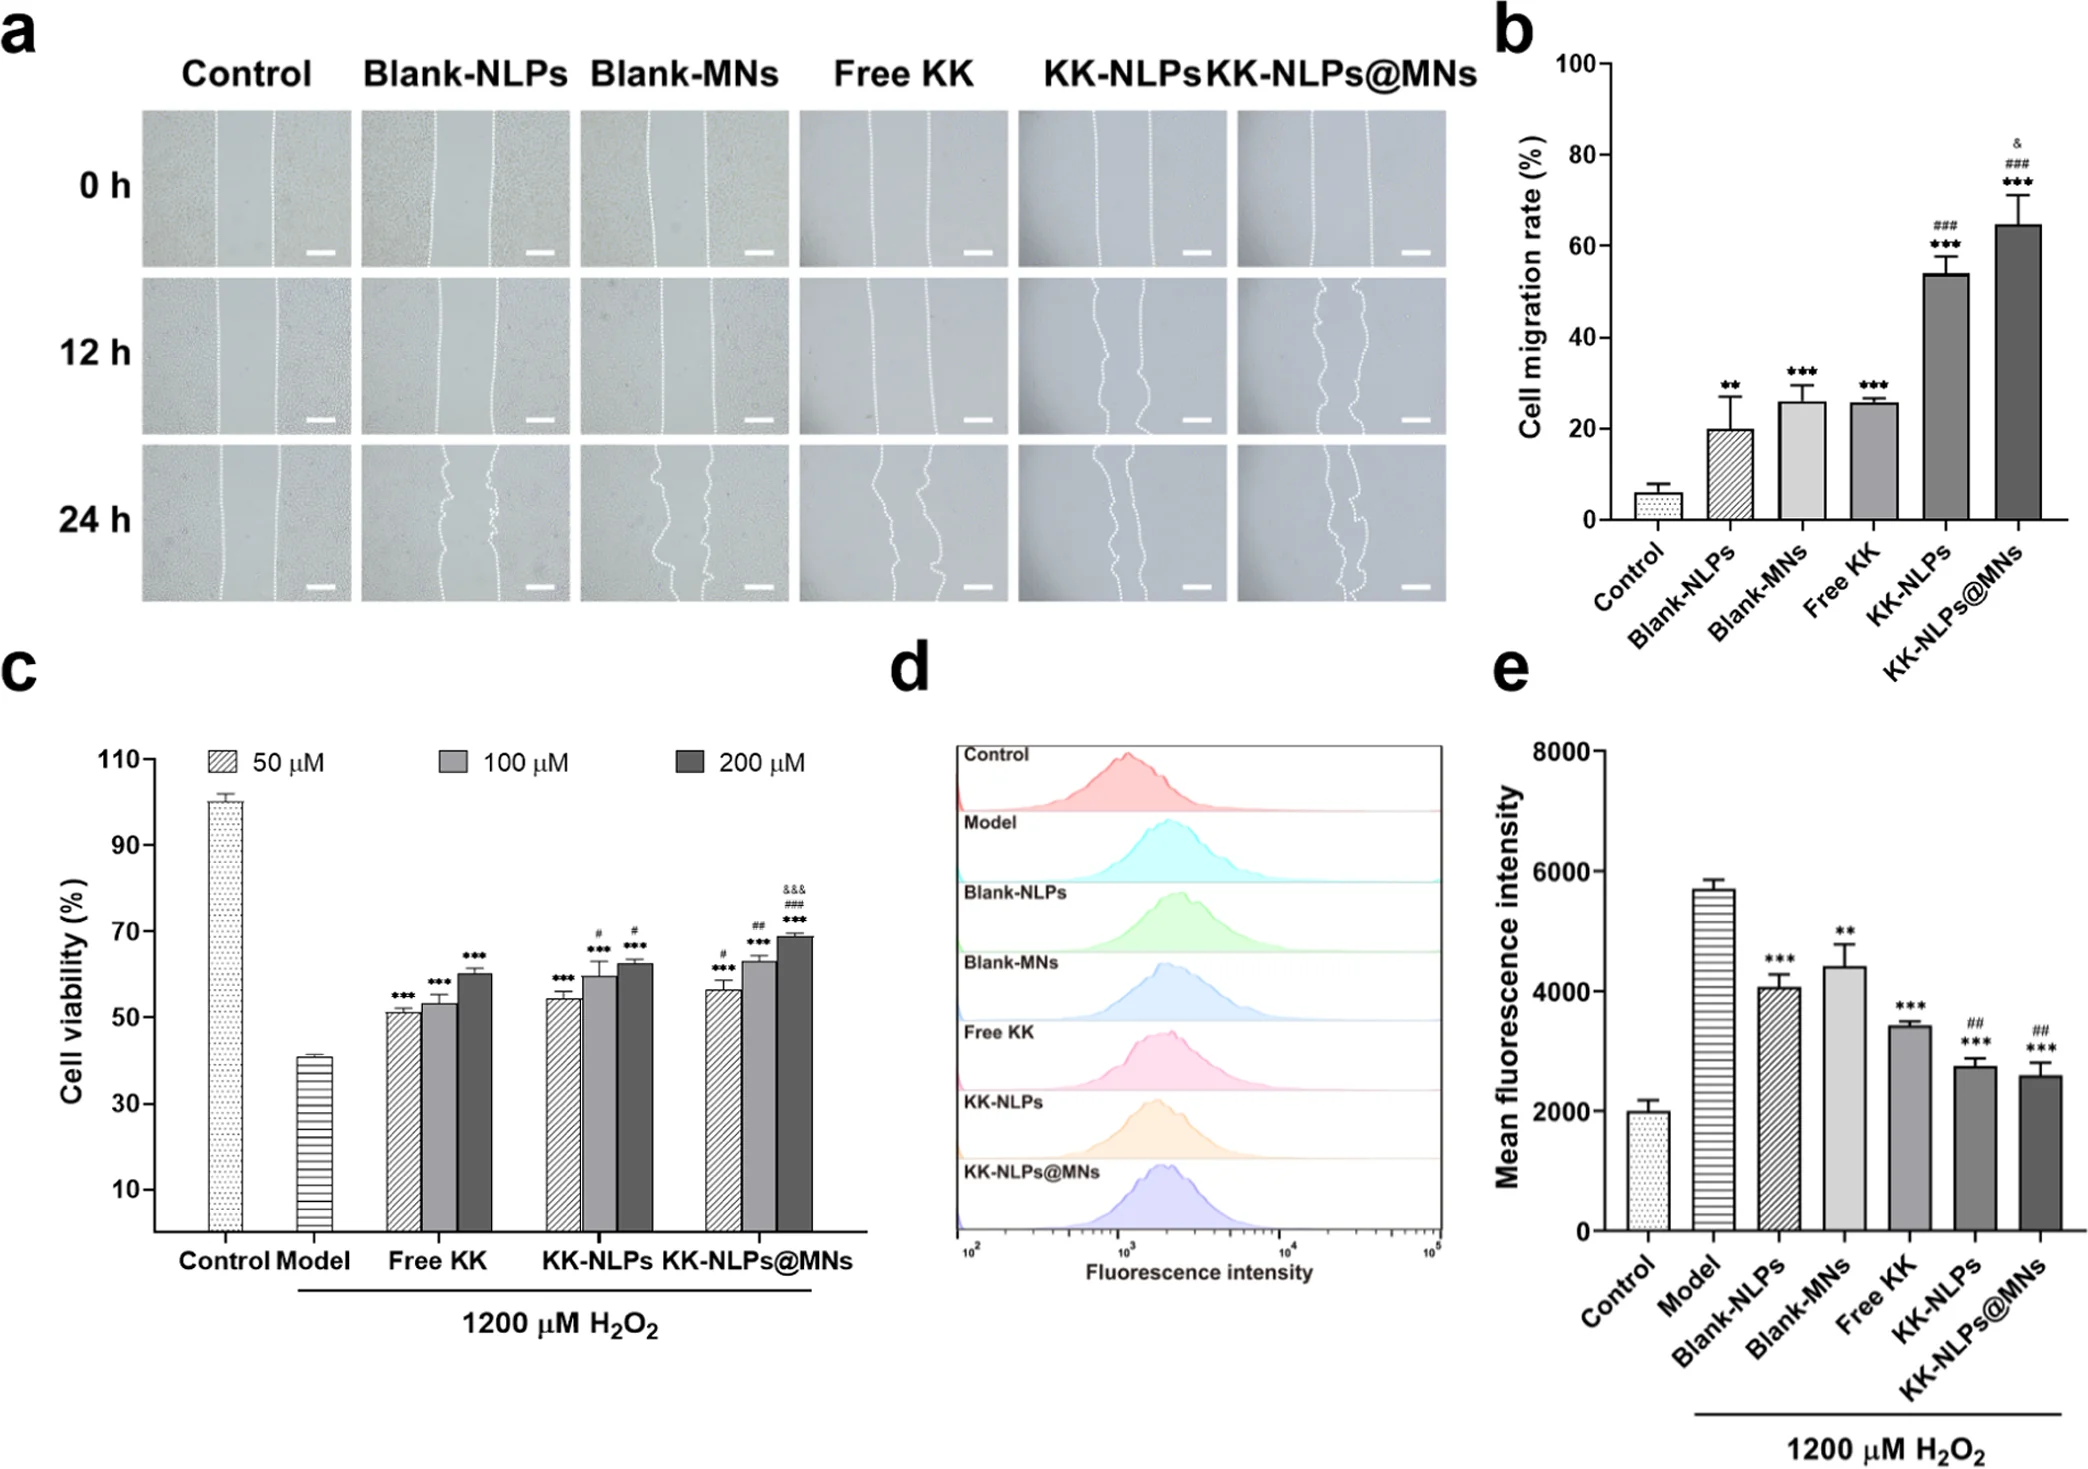 a
Control Blank-NLPs Blank-MNs Free KK KK-NLPs KK-NLPs@MNs
0 h
12 h
24 h
b
Cell migration rate (%)
100
80
60
40
20
0
**
***
***
###
***
&
###
***
Control
Blank-NLPs
Blank-MNs
Free KK
KK-NLPs
KK-NLPs@MNs
c
50 μM 100 μM 200 μM
Cell viability (%)
110
90
70
50
30
10
***
***
***
***
#
***
#
***
#
***
##
***
&&&
###
***
Control Model Free KK KK-NLPs KK-NLPs@MNs
1200 μM H₂O₂
d
Control
Model
Blank-NLPs
Blank-MNs
Free KK
KK-NLPs
KK-NLPs@MNs
10² 10³ 10⁴ 10⁵
Fluorescence intensity
e
Mean fluorescence intensity
8000
6000
4000
2000
0
***
**
***
##
***
##
***
Control
Model
Blank-NLPs
Blank-MNs
Free KK
KK-NLPs
KK-NLPs@MNs
1200 μM H₂O₂